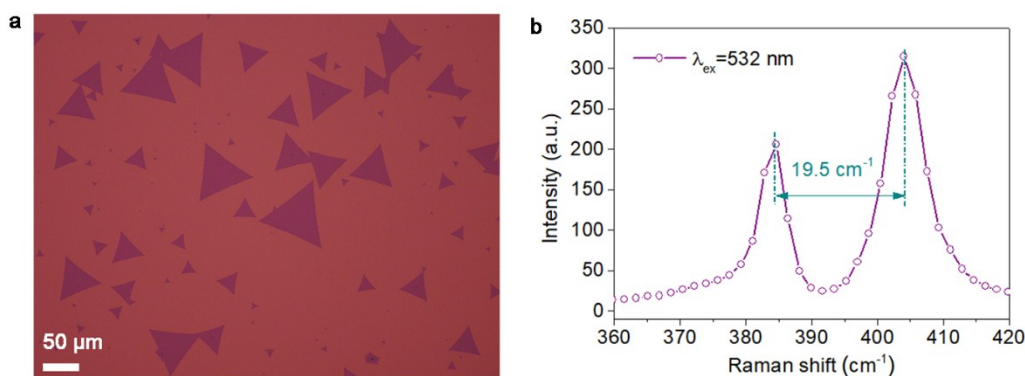 a
50 µm
b
λex=532 nm
19.5 cm⁻¹
Intensity (a.u.)
350
300
250
200
150
100
50
0
360 370 380 390 400 410 420
Raman shift (cm⁻¹)